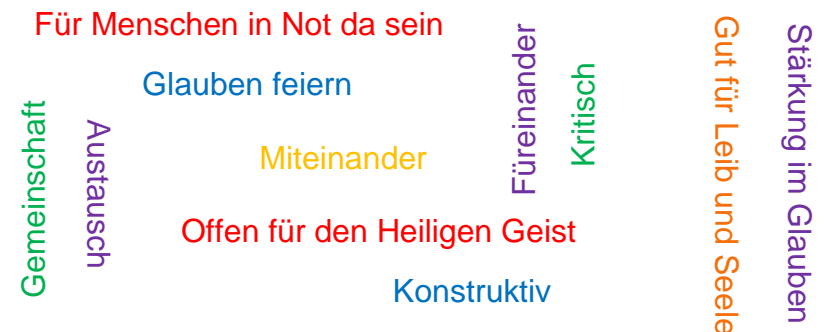 Für Menschen in Not da sein
Glauben feiern
Gemeinschaft
Austausch
Miteinander
Füreinander
Kritisch
Offen für den Heiligen Geist
Konstruktiv
Gut für Leib und Seele
Stärkung im Glauben